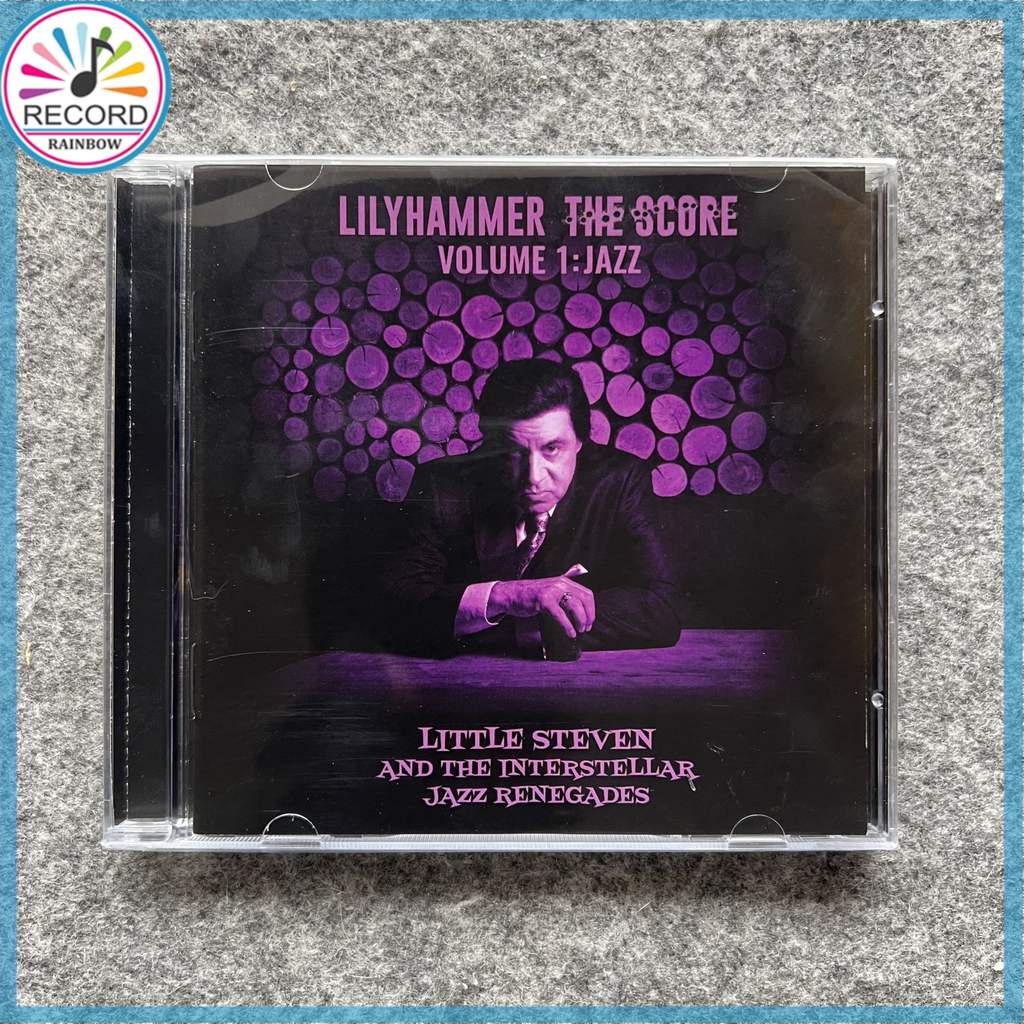 RECORD
RAINBOW
LILYHAMMER THE SCORE
VOLUME 1:JAZZ
LITTLE STEVEN
AND THE INTERSTELLAR
JAZZ RENEGADES